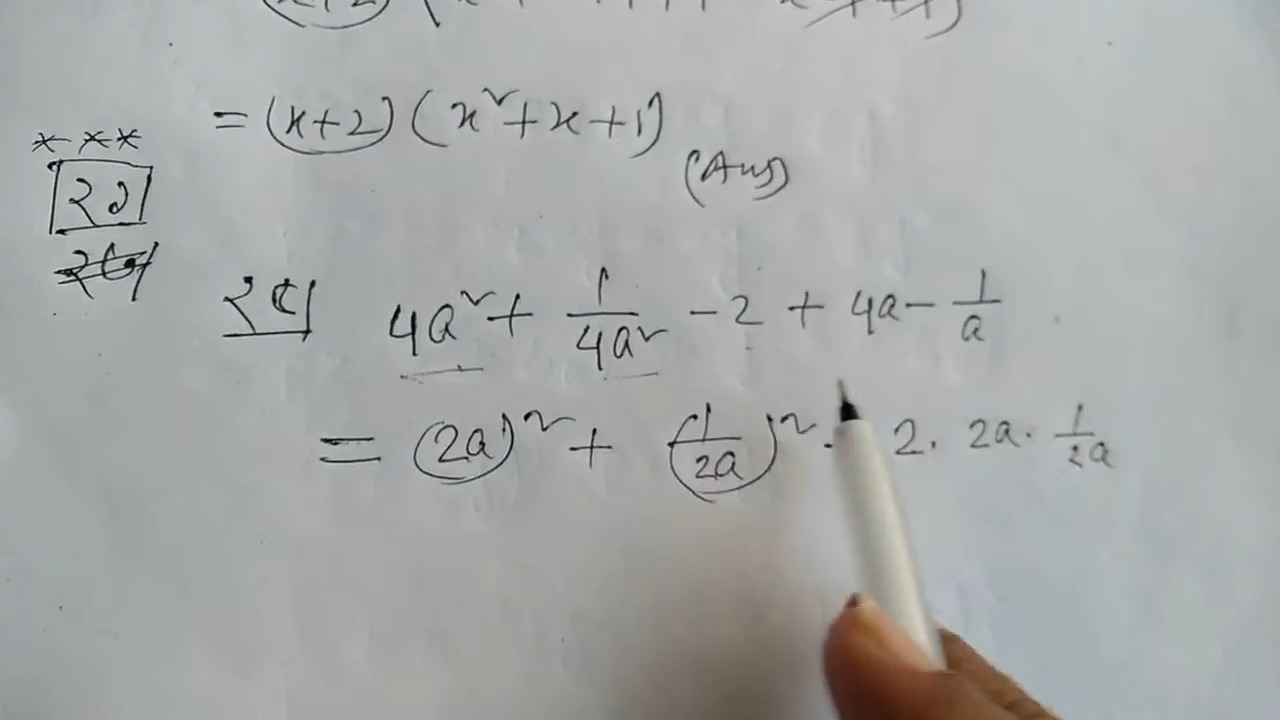 = (x+2) (x² + x + 1)
(Ans)
***
২৫| 4a² + 1/4a² - 2 + 4a - 1/a
= (2a)² + (1/2a)² - 2. 2a. 1/2a